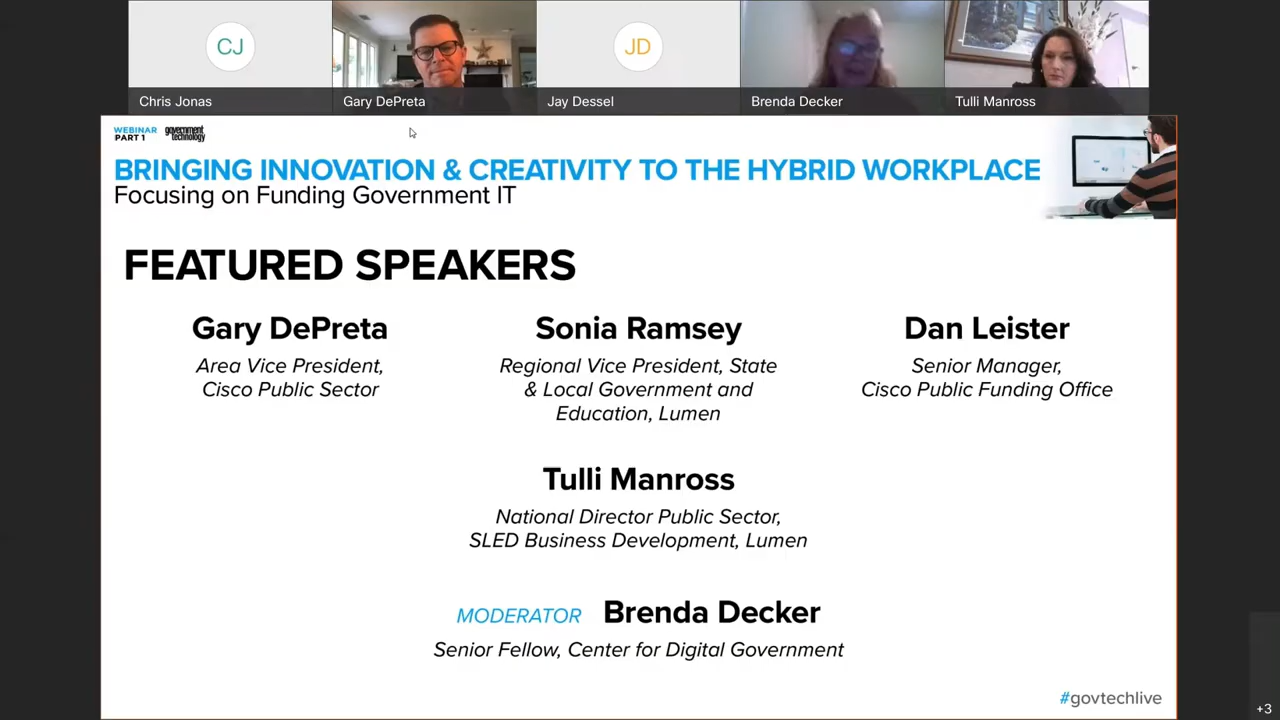 CJ
JD
Chris Jonas
Gary DePreta
Jay Dessel
Brenda Decker
Tulli Manross
WEBINAR
PART 1
government
technology
BRINGING INNOVATION & CREATIVITY TO THE HYBRID WORKPLACE
Focusing on Funding Government IT
FEATURED SPEAKERS
Gary DePreta
Area Vice President,
Cisco Public Sector
Sonia Ramsey
Regional Vice President, State
& Local Government and
Education, Lumen
Dan Leister
Senior Manager,
Cisco Public Funding Office
Tulli Manross
National Director Public Sector,
SLED Business Development, Lumen
MODERATOR Brenda Decker
Senior Fellow, Center for Digital Government
#govtechlive
+3